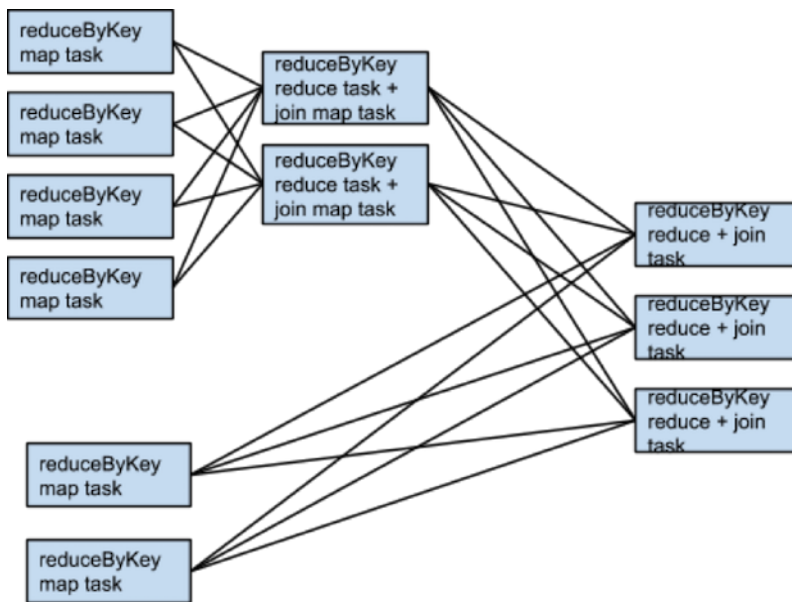 reduceByKey
map task
reduceByKey
map task
reduceByKey
map task
reduceByKey
map task
reduceByKey
reduce task +
join map task
reduceByKey
reduce task +
join map task
reduceByKey
reduce + join
task
reduceByKey
reduce + join
task
reduceByKey
reduce + join
task
reduceByKey
map task
reduceByKey
map task